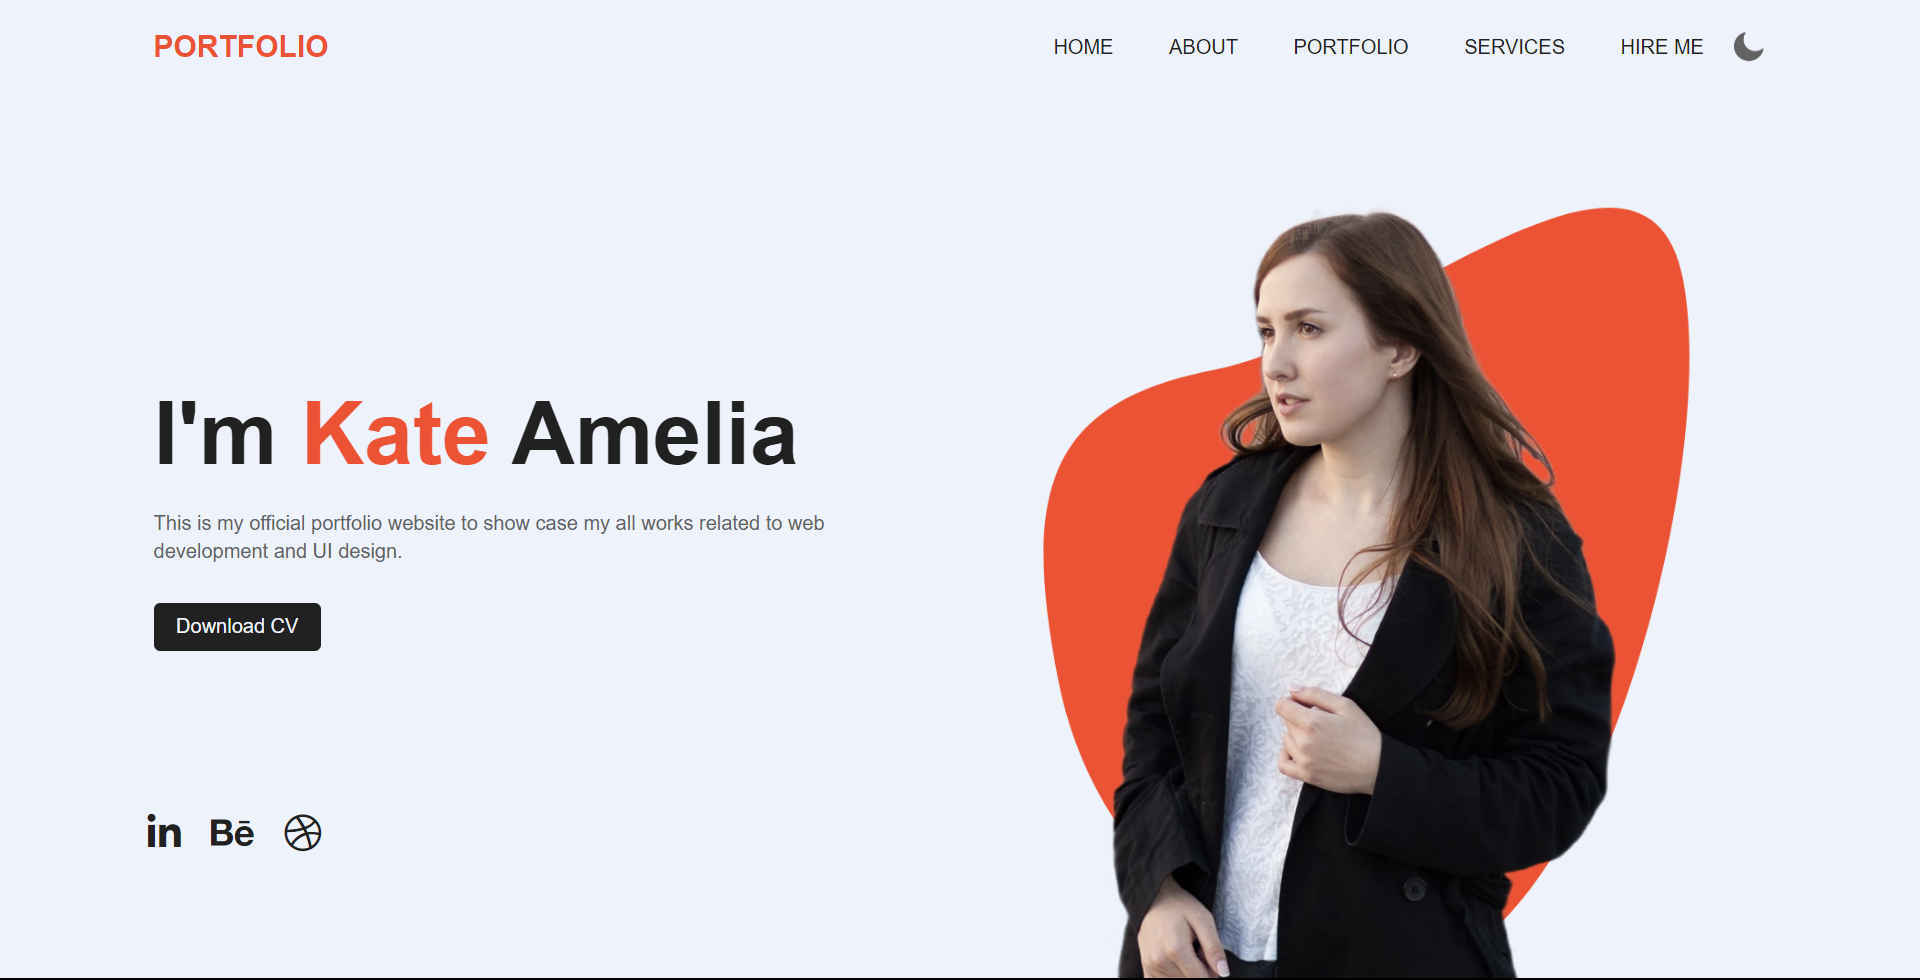 PORTFOLIO
HOME ABOUT PORTFOLIO SERVICES HIRE ME
I'm Kate Amelia
This is my official portfolio website to show case my all works related to web
development and UI design.
Download CV
in Bē